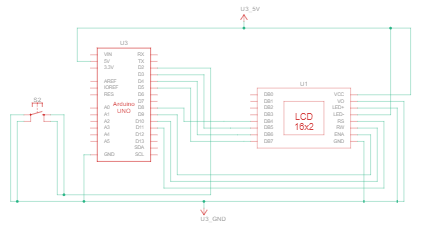 U3_5V
U3
U1
VIN
5V
3.3V
AREF
IOREF
RES
A0
A1
A2
A3
A4
A5
GND
Arduino
UNO
RX
TX
D2
D3
D4
D5
D6
D7
D8
D9
D10
D11
D12
D13
SDA
SCL
DB0
DB1
DB2
DB3
DB4
DB5
DB6
DB7
LCD
16x2
VCC
VO
LED+
LED-
RS
RW
ENA
GND
U3_GND